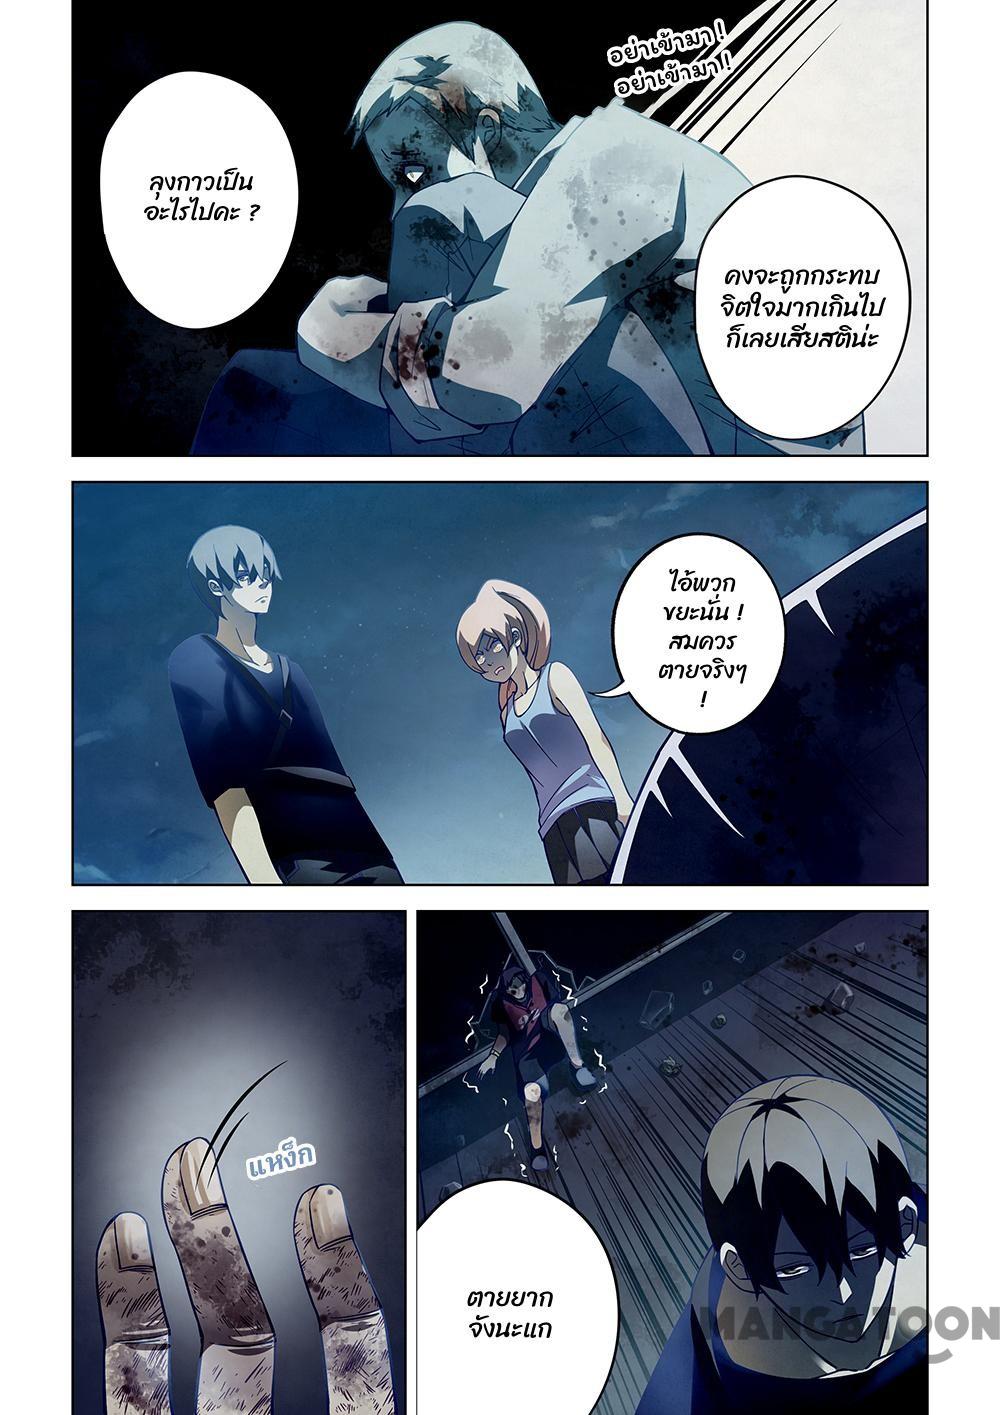 อย่าเข้ามา !
อย่าเข้ามา !
ลุงกาวเป็น
อะไรไปคะ ?
คงจะถูกกระทบ
จิตใจมากเกินไป
ก็เลยเสียสติน่ะ
ไอ้พวก
ขยะนั่น !
สมควร
ตายจริงๆ
!
แหง็ก
ตายยาก
จังนะแก
MANGATOON